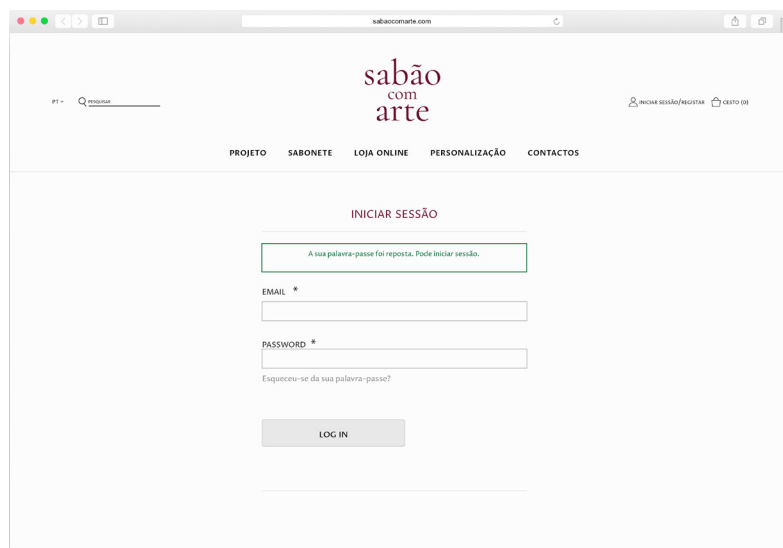 sabaocomarte.com
sabão
com
arte
PT
PESQUISAR
INICIAR SESSÃO/REGISTAR
CESTO (0)
PROJETO SABONETE LOJA ONLINE PERSONALIZAÇÃO CONTACTOS
INICIAR SESSÃO
A sua palavra-passe foi reposta. Pode iniciar sessão.
EMAIL *
PASSWORD *
Esqueceu-se da sua palavra-passe?
LOG IN